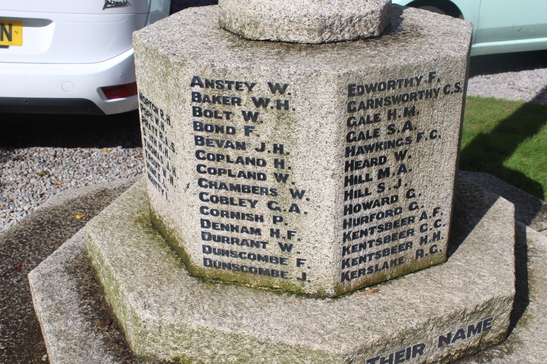 N
ANSTEY W.
BAKER W.H.
BOLT W.
BOND F.
BEVAN J.H.
COPLAND H.
COPLAND W.
CHAMBERS W.
COBLEY G.A.
CORNISH P.
DENHAM H.F.
DURRANT W.
DUNSCOMBE F.
DUNSCOMBE J.
EDWORTHY F.
GARNSWORTHY C.S.
GALE H.M.
GALE S.A.
HAWKINGS F.C.
HEARD W.
HILL M.A.
HILL S.J.
HOWARD G.
HURFORD G.
KENTSBEER A.F.
KENTSBEER C.C.
KENTSBEER H.H.
KERSLAKE R.G.
THEIR NAME